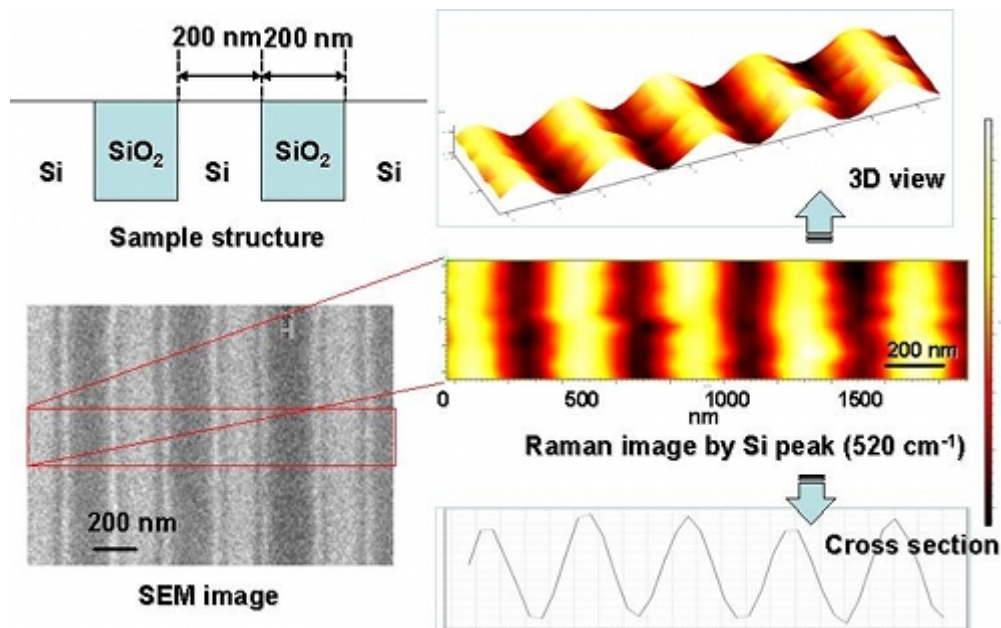 200 nm 200 nm
SiO2
SiO2
Si
Si
Si
Sample structure
3D view
200 nm
0
500
1000
1500
nm
Raman image by Si peak (520 cm⁻¹)
200 nm
SEM image
Cross section